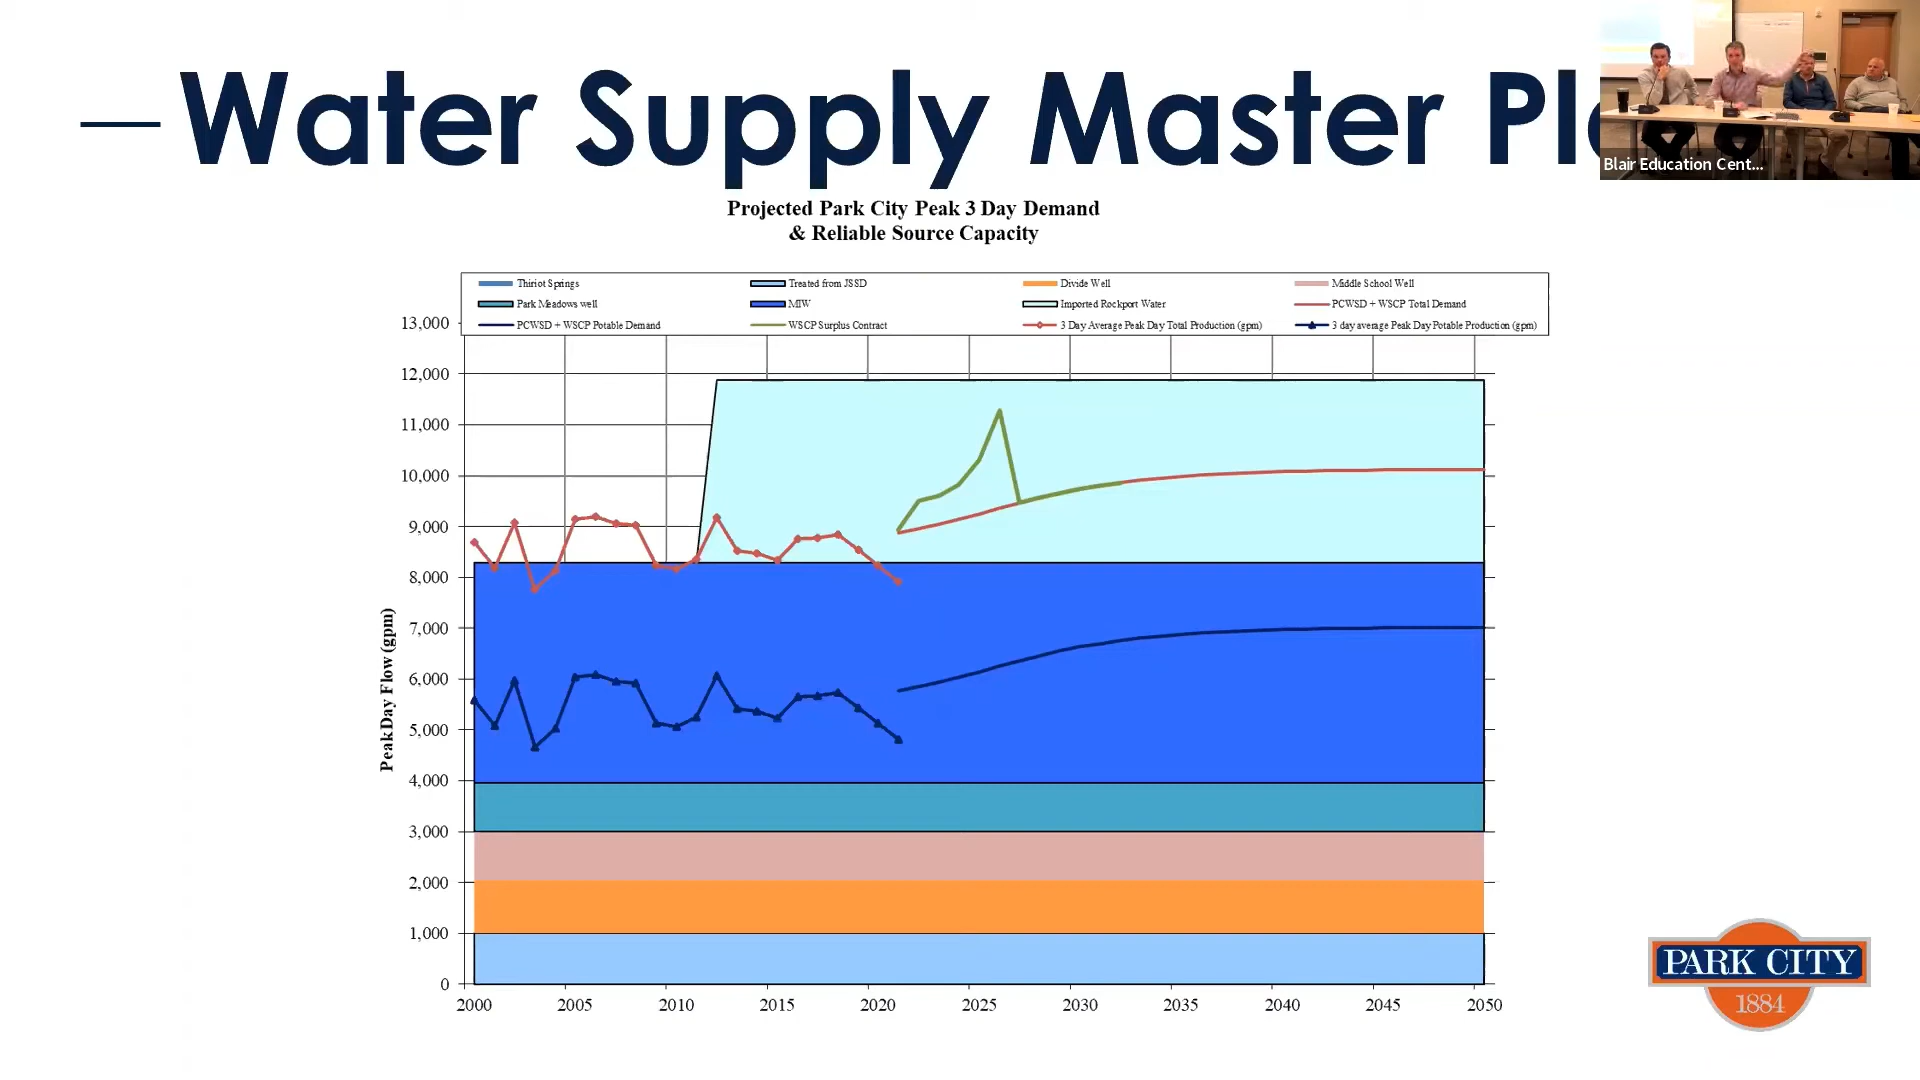 Water Supply Master Pla
Blair Education Cent...
Projected Park City Peak 3 Day Demand
& Reliable Source Capacity
Thiriot Springs Treated from JSSD Divide Well Middle School Well
Park Meadows well MIW Imported Rockport Water PCWSD + WSCP Total Demand
PCWSD + WSCP Potable Demand WSCP Surplus Contract 3 Day Average Peak Day Total Production (gpm) 3 day average Peak Day Potable Production (gpm)
13,000
12,000
11,000
10,000
9,000
8,000
7,000
6,000
5,000
4,000
3,000
2,000
1,000
0
Peak Day Flow (gpm)
2000 2005 2010 2015 2020 2025 2030 2035 2040 2045 2050
PARK CITY
1884